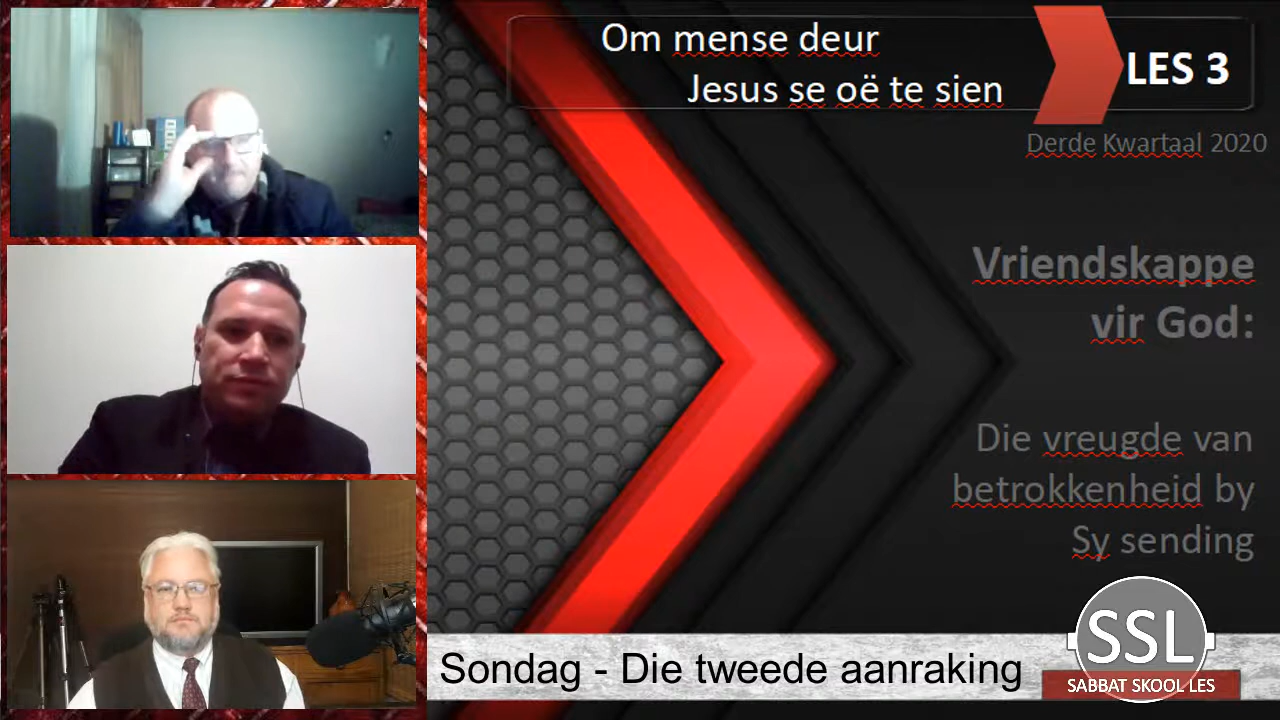 Om mense deur
Jesus se oë te sien
LES 3
Derde Kwartaal 2020
Vriendskappe
vir God:
Die vreugde van
betrokkenheid by
Sy sending
Sondag - Die tweede aanraking
SSL
SABBAT SKOOL LES